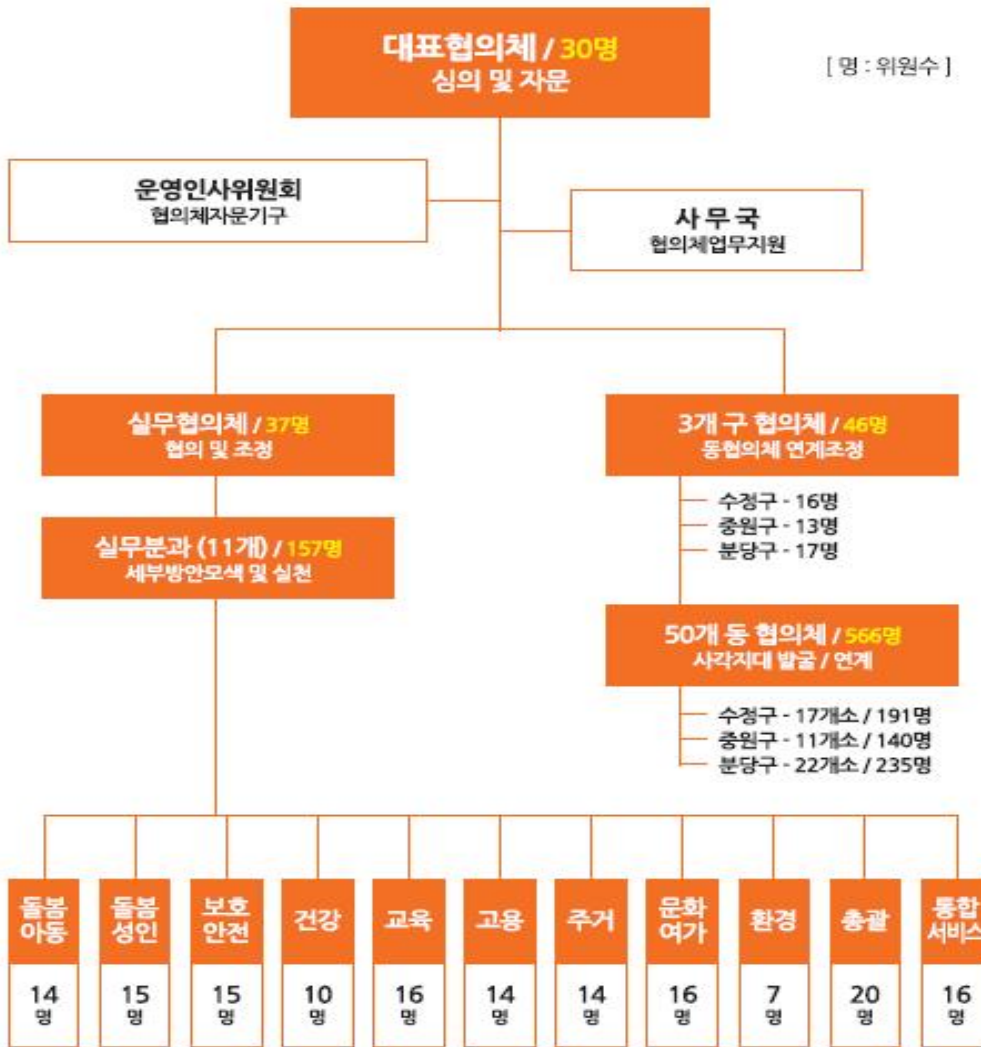 대표협의체 / 30명
심의 및 자문
[ 명 : 위원수 ]
운영인사위원회
협의체자문기구
사 무 국
협의체업무지원
실무협의체 / 37명
협의 및 조정
3개 구 협의체 / 46명
동협의체 연계조정
수정구 - 16명
중원구 - 13명
분당구 - 17명
실무분과 (11개) / 157명
세부방안모색 및 실천
50개 동 협의체 / 566명
사각지대 발굴 / 연계
수정구 - 17개소 / 191명
중원구 - 11개소 / 140명
분당구 - 22개소 / 235명
돌봄
아동
14
명
돌봄
성인
15
명
보호
안전
15
명
건강
10
명
교육
16
명
고용
14
명
주거
14
명
문화
여가
16
명
환경
7
명
총괄
20
명
통합
서비스
16
명